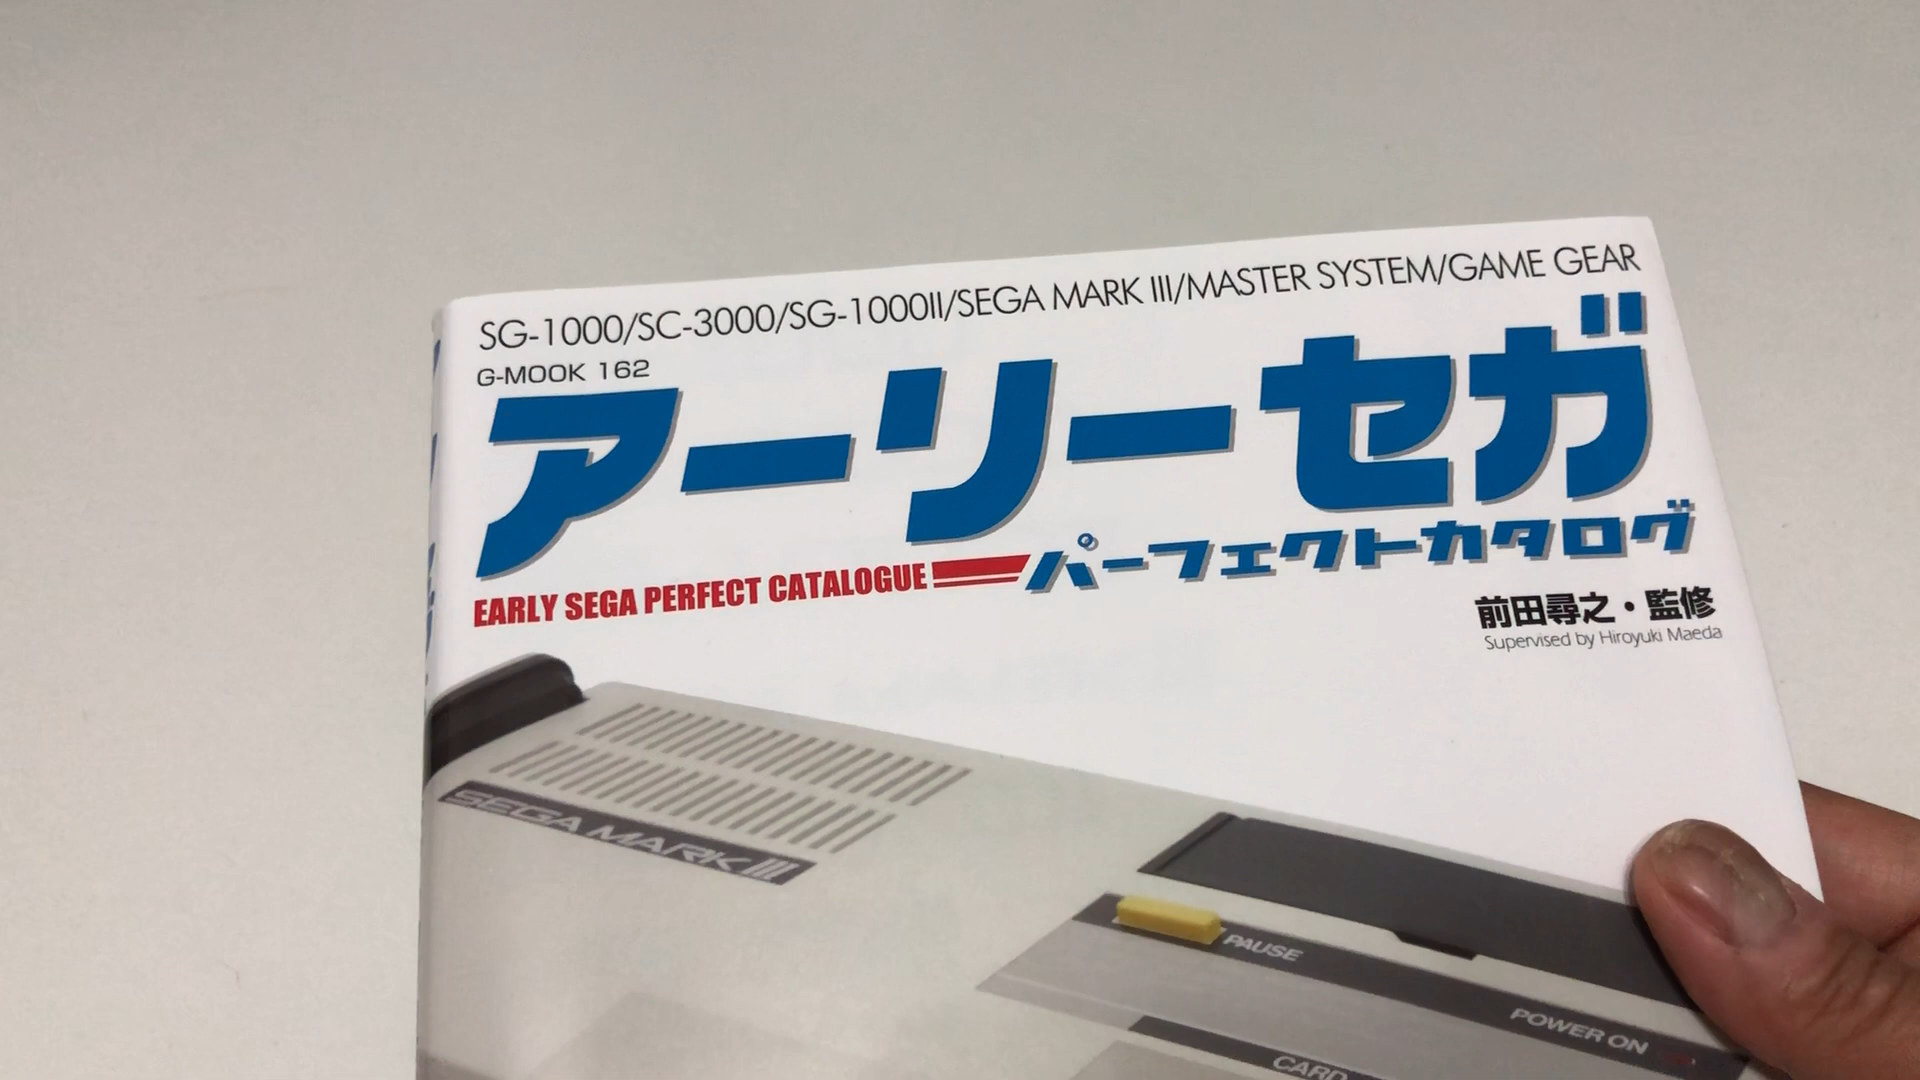 SG-1000/SC-3000/SG-1000II/SEGA MARK III/MASTER SYSTEM/GAME GEAR
G-MOOK 162
アーリーセガ
EARLY SEGA PERFECT CATALOGUE
パーフェクトカタログ
前田尋之・監修
Supervised by Hiroyuki Maeda
SEGA MARK III
PAUSE
POWER ON
CARD